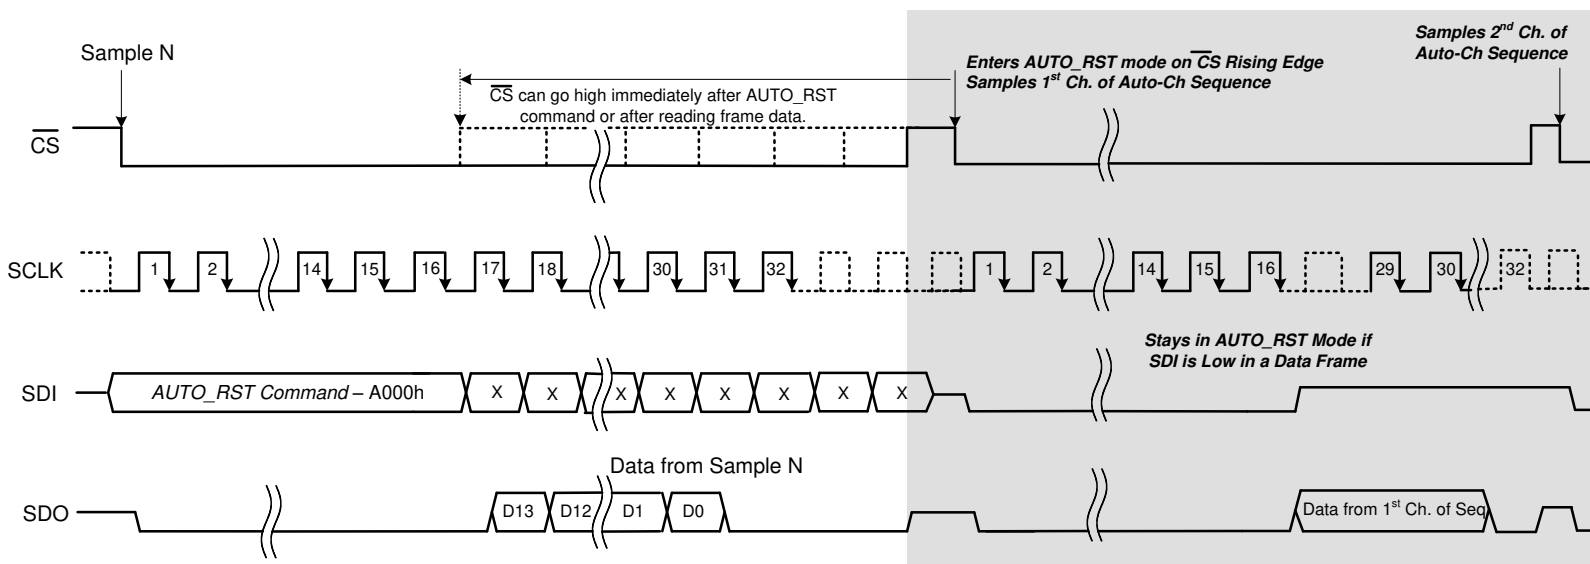 Sample N
Enters AUTO_RST mode on CS Rising Edge
Samples 1st Ch. of Auto-Ch Sequence
Samples 2nd Ch. of
Auto-Ch Sequence
CS can go high immediately after AUTO_RST
command or after reading frame data.
CS
SCLK
1 2 14 15 16 17 18 30 31 32 1 2 14 15 16 29 30 32
Stays in AUTO_RST Mode if
SDI is Low in a Data Frame
SDI
AUTO_RST Command – A000h X X X X X X X X
Data from Sample N
SDO
D13 D12 D1 D0 Data from 1st Ch. of Seq